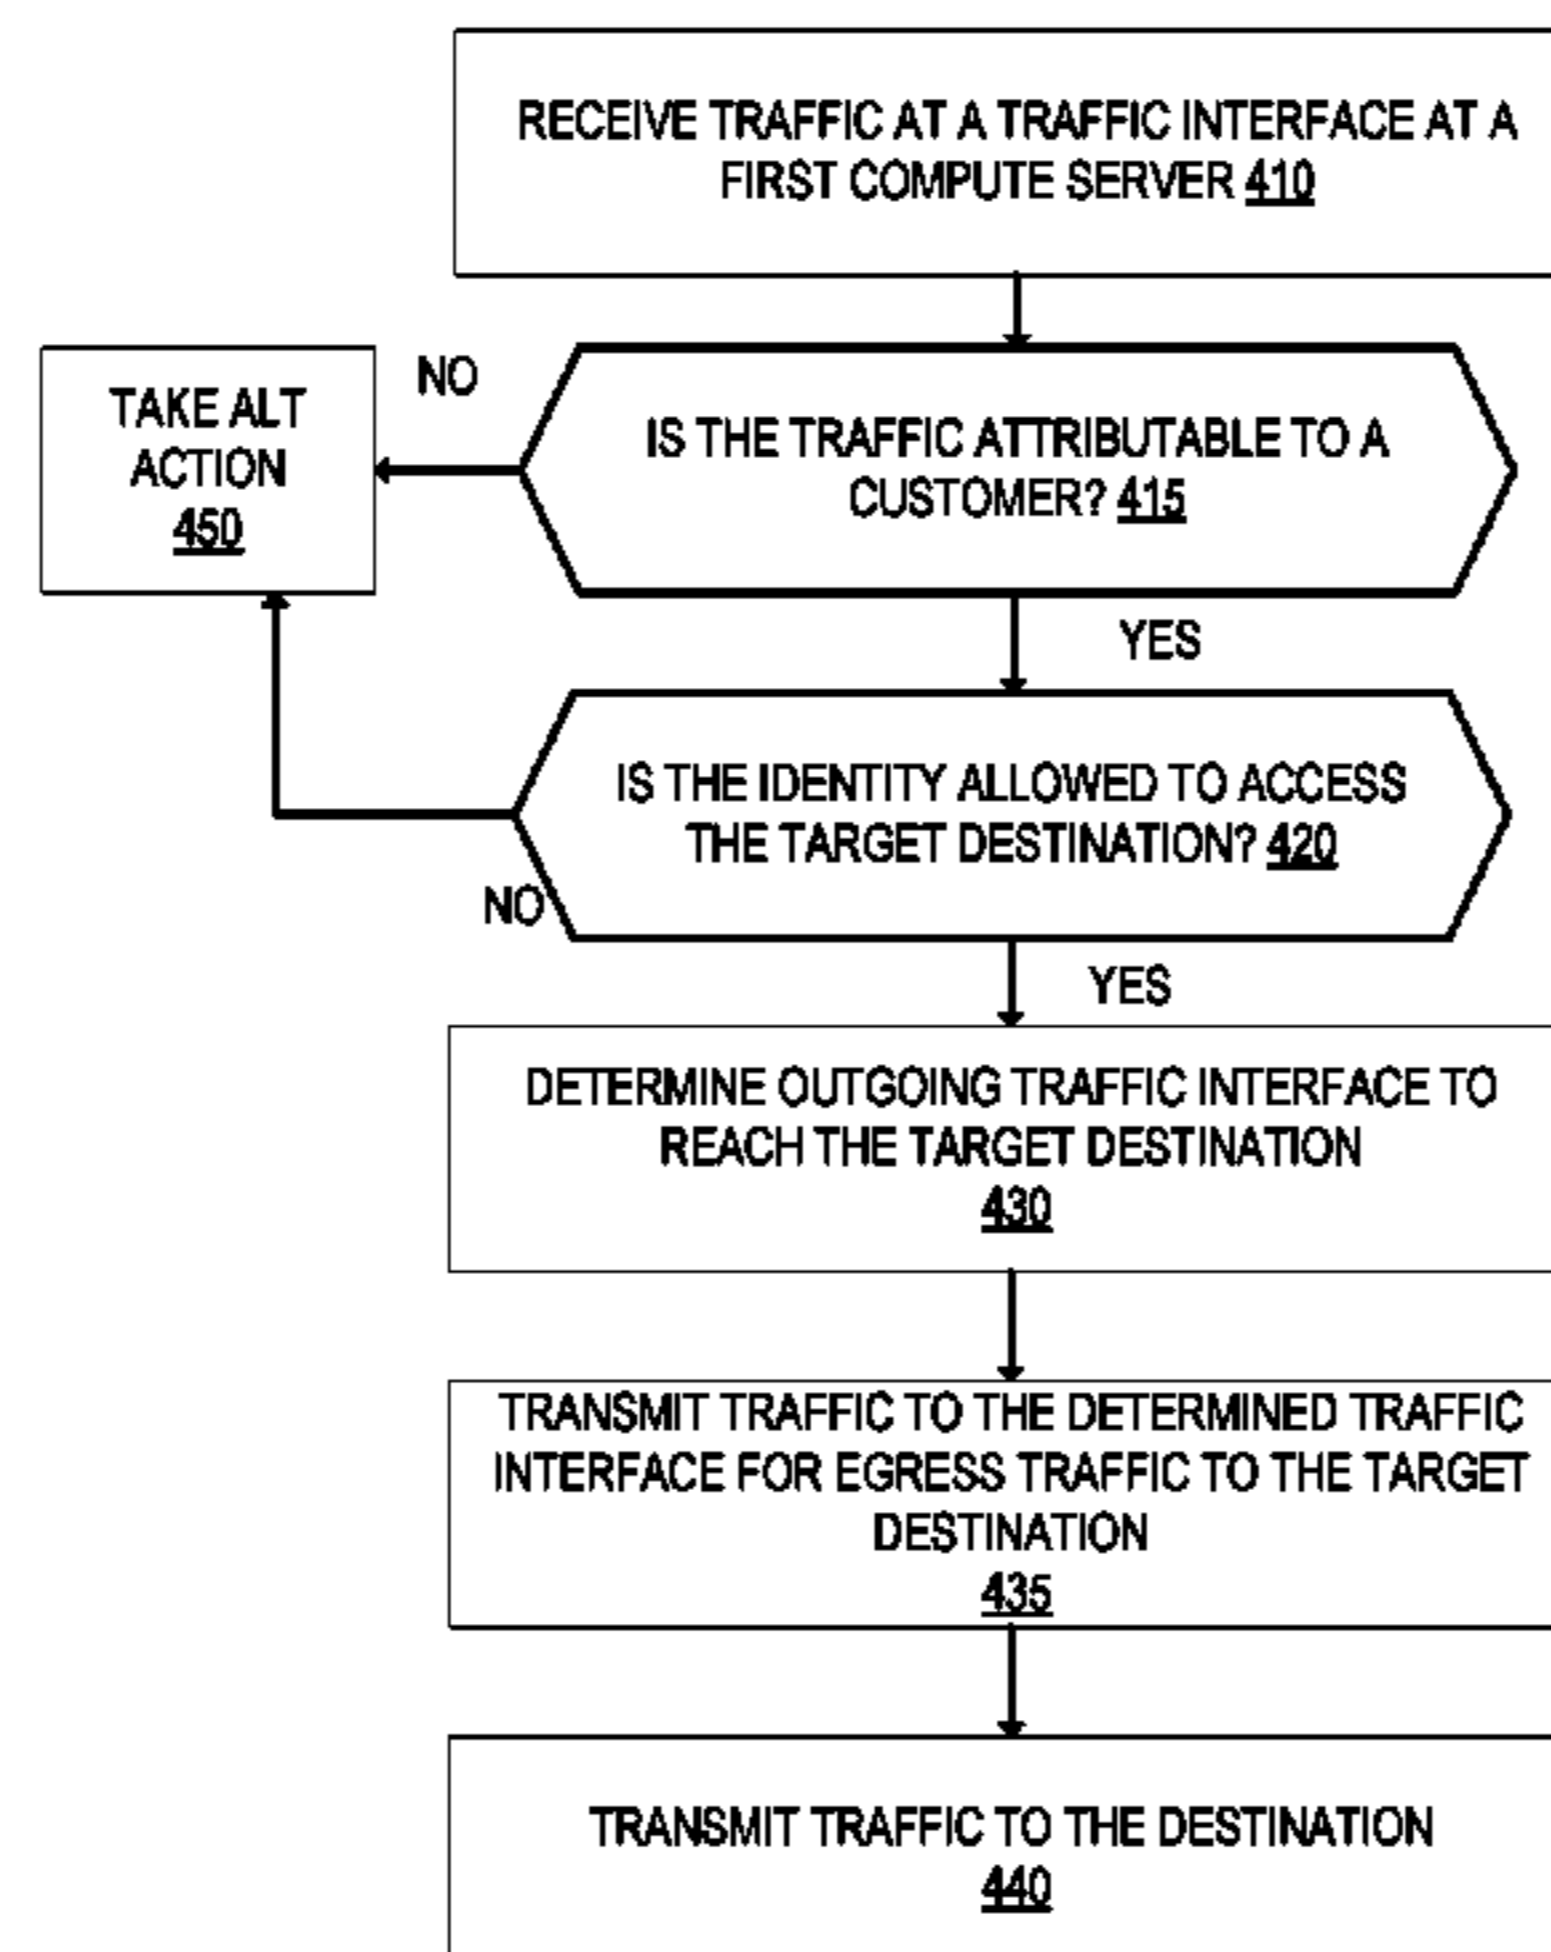 RECEIVE TRAFFIC AT A TRAFFIC INTERFACE AT A
FIRST COMPUTE SERVER 410
NO
TAKE ALT
ACTION
450
IS THE TRAFFIC ATTRIBUTABLE TO A
CUSTOMER? 415
YES
IS THE IDENTITY ALLOWED TO ACCESS
THE TARGET DESTINATION? 420
NO
YES
DETERMINE OUTGOING TRAFFIC INTERFACE TO
REACH THE TARGET DESTINATION
430
TRANSMIT TRAFFIC TO THE DETERMINED TRAFFIC
INTERFACE FOR EGRESS TRAFFIC TO THE TARGET
DESTINATION
435
TRANSMIT TRAFFIC TO THE DESTINATION
440